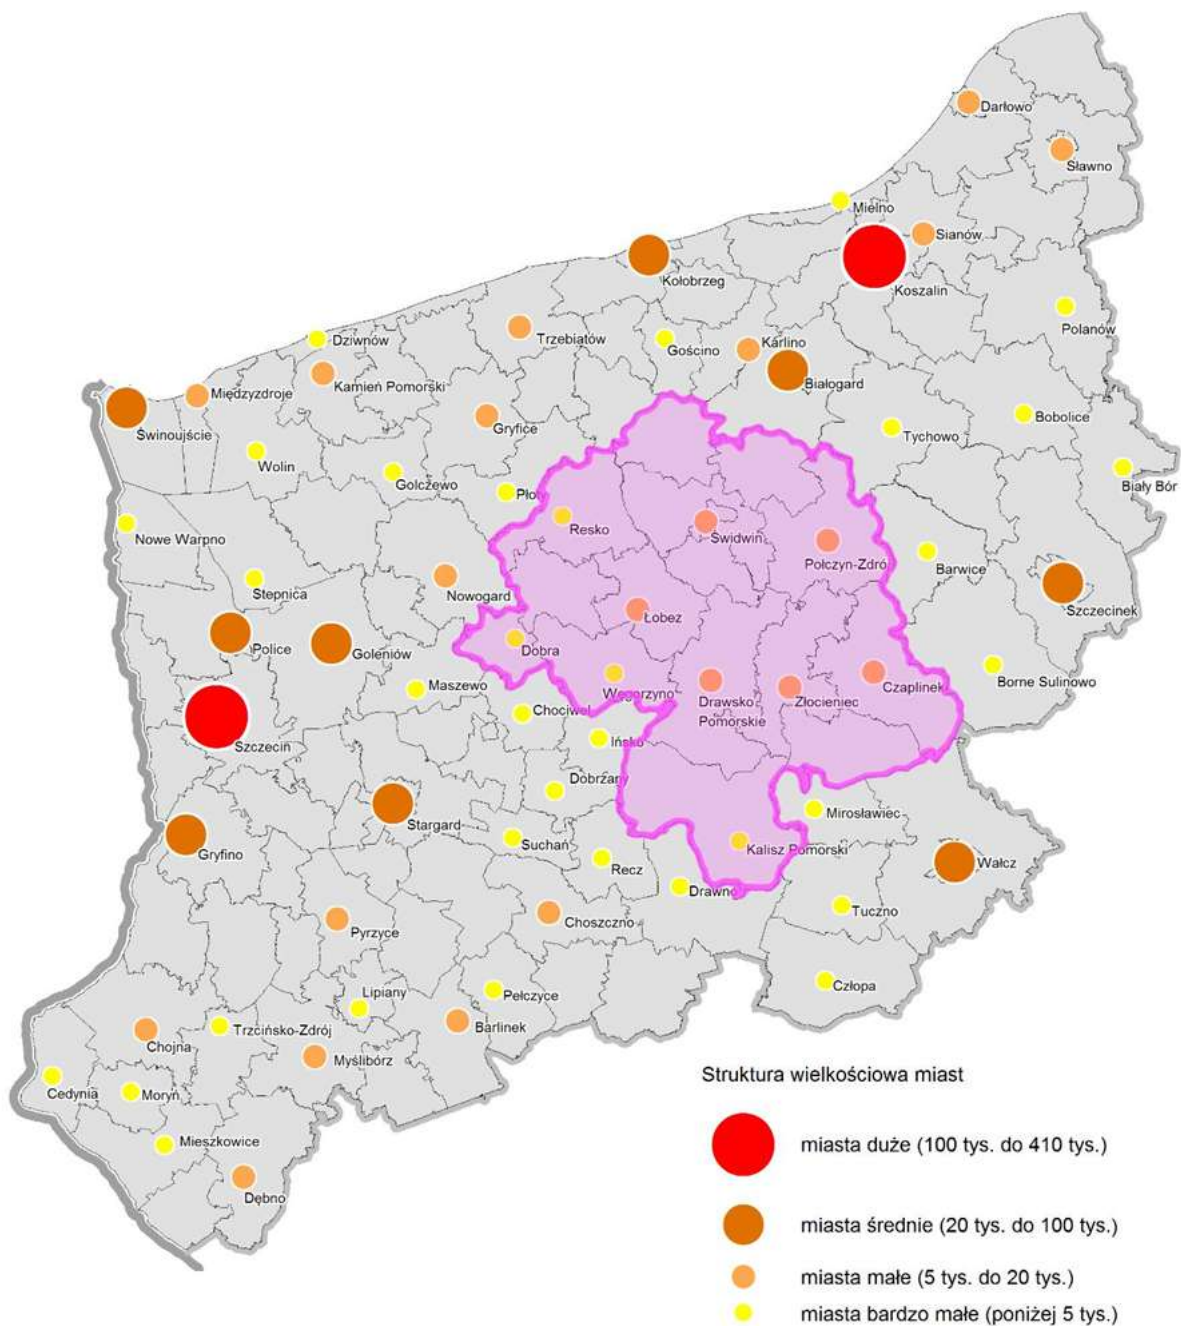 Darłowo
Sławno
Mielno
Sianów
Koszalin
Kołobrzeg
Polanów
Dziwnów
Trzebiatów
Gościno
Karlino
Białogard
Kamień Pomorski
Międzyzdroje
Świnoujście
Gryfice
Bobolice
Tychowo
Wolin
Golczewo
Płoty
Biały Bór
Resko
Świdwin
Nowe Warpno
Połczyn-Zdrój
Barwice
Stepnica
Nowogard
Szczecinek
Łobez
Police
Goleniów
Dobra
Borne Sulinowo
Maszewo
Węgorzyno
Drawsko
Pomorskie
Złocieniec
Czaplinek
Chociwel
Szczecin
Ińsko
Dobrzany
Mirosławiec
Stargard
Suchań
Kalisz Pomorski
Gryfino
Recz
Wałcz
Drawno
Tuczno
Choszczno
Pyrzyce
Człopa
Lipiany
Pełczyce
Trzcińsko-Zdrój
Barlinek
Chojna
Myślibórz
Cedynia
Moryń
Mieszkowice
Dębno
Struktura wielkościowa miast
miasta duże (100 tys. do 410 tys.)
miasta średnie (20 tys. do 100 tys.)
miasta małe (5 tys. do 20 tys.)
miasta bardzo małe (poniżej 5 tys.)